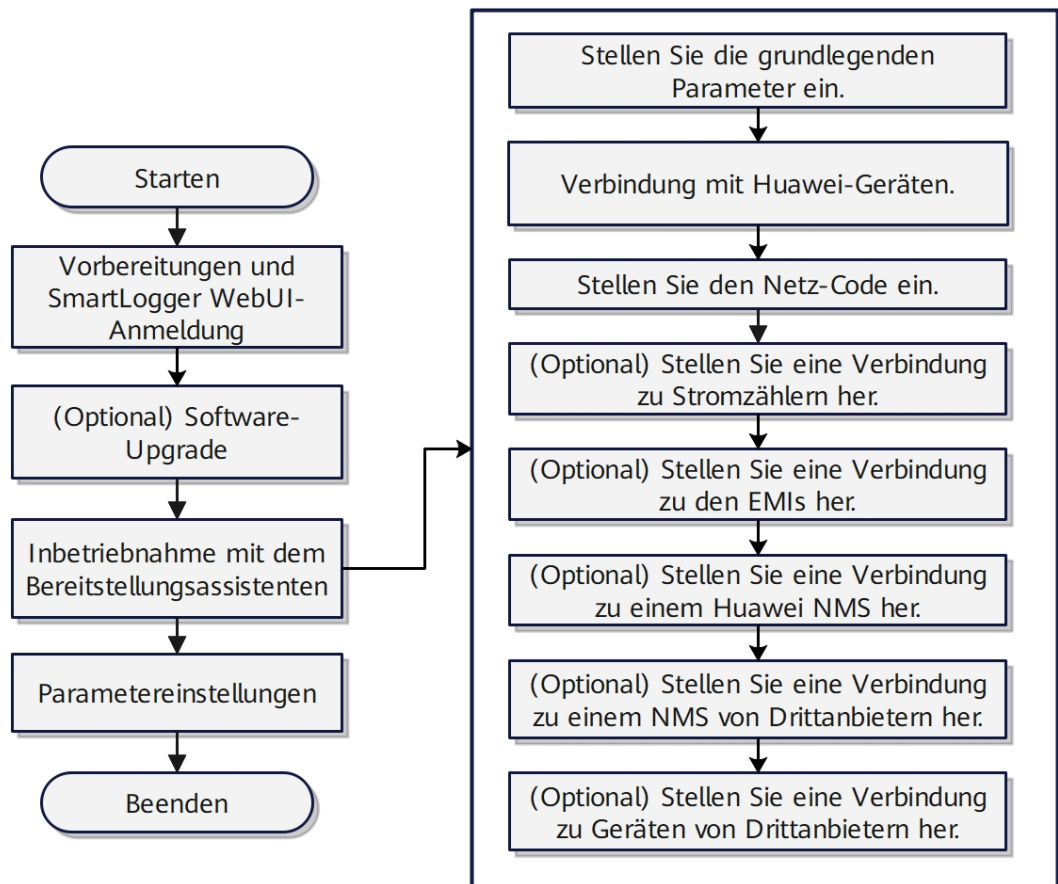 Starten
Vorbereitungen und
SmartLogger WebUI-
Anmeldung
(Optional) Software-
Upgrade
Inbetriebnahme mit dem
Bereitstellungsassistenten
Parametereinstellungen
Beenden
Stellen Sie die grundlegenden
Parameter ein.
Verbindung mit Huawei-Geräten.
Stellen Sie den Netz-Code ein.
(Optional) Stellen Sie eine Verbindung
zu Stromzählern her.
(Optional) Stellen Sie eine Verbindung
zu den EMIs her.
(Optional) Stellen Sie eine Verbindung
zu einem Huawei NMS her.
(Optional) Stellen Sie eine Verbindung
zu einem NMS von Drittanbietern her.
(Optional) Stellen Sie eine Verbindung
zu Geräten von Drittanbietern her.